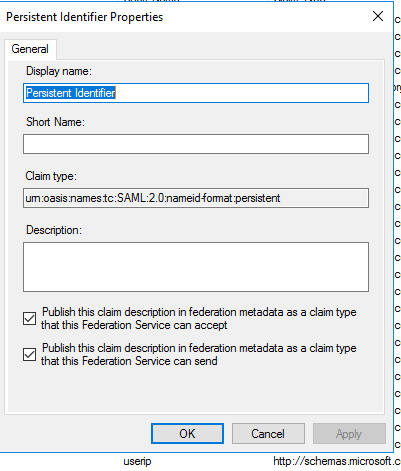 Persistent Identifier Properties
General
Display name:
Persistent Identifier
Short Name:
Claim type:
urn:oasis:names:tc:SAML:2.0:nameid-format:persistent
Description:
Publish this claim description in federation metadata as a claim type
that this Federation Service can accept
Publish this claim description in federation metadata as a claim type
that this Federation Service can send
OK Cancel Apply
userip http://schemas.microsoft.c